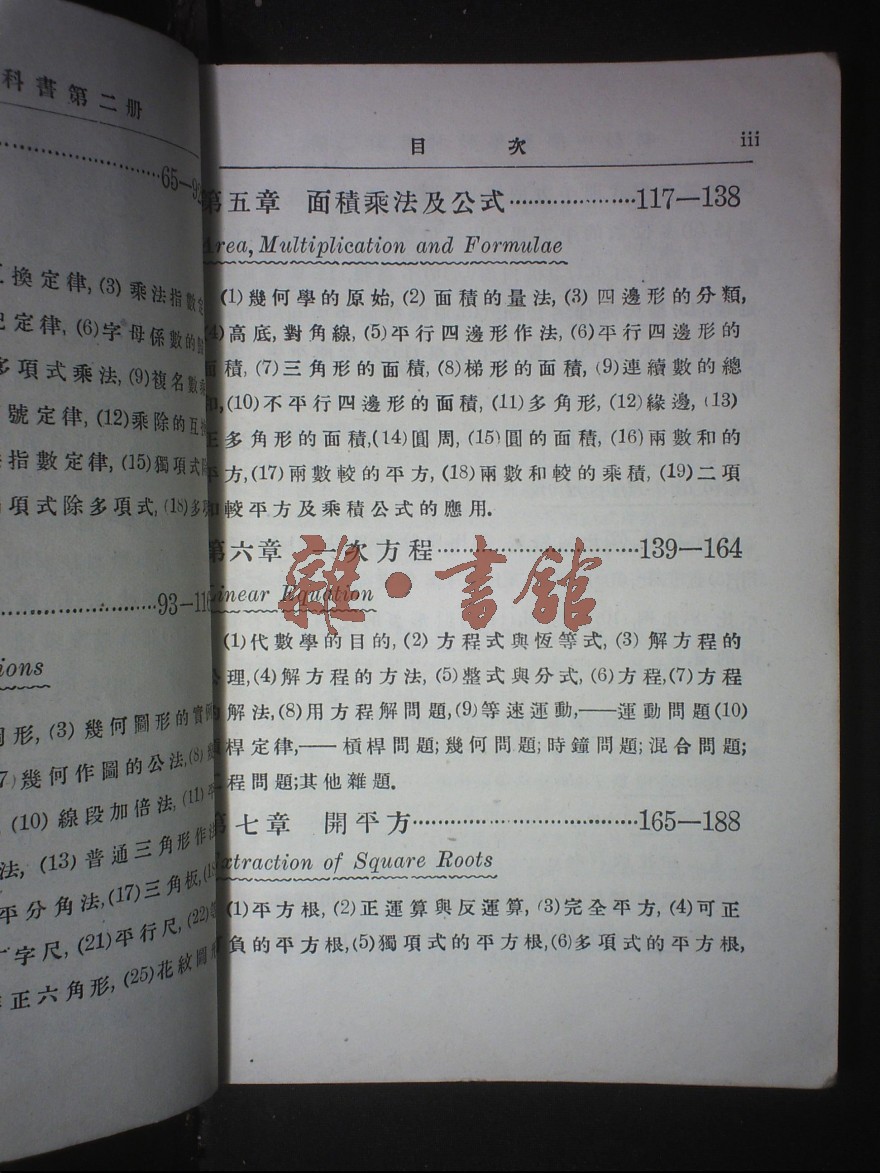 科書第二册
65—92
換定律, (3) 乘法指數定
定律, (6)字母係數的
多項式乘法, (9)複名數乘
號定律, (12)乘除的互換
指數定律, (15)獨項式除
項式除多項式, (18)多項
93—116
ions
形, (3) 幾何圖形的實例
7)幾何作圖的公法,(8)
(10) 線段加倍法, (11) 平
法, (13) 普通三角形作法
平分角法,(17)三角板,(18
字尺, (21)平行尺, (22)
正六角形, (25)花紋圖
目 次 iii
第五章 面積乘法及公式 117—138
Area, Multiplication and Formulae
(1)幾何學的原始, (2) 面積的量法, (3) 四邊形的分類,
(4)高底, 對角線, (5)平行四邊形作法, (6)平行四邊形的
面積, (7)三角形的面積, (8)梯形的面積, (9)連續數的總
和,(10)不平行四邊形的面積, (11)多角形, (12)緣邊, (13)
正多角形的面積,(14)圓周, (15)圓的面積, (16)兩數和的
平方,(17)兩數較的平方, (18)兩數和較的乘積, (19)二項
和較平方及乘積公式的應用.
第六章 一次方程 139—164
Linear Equation
(1)代數學的目的, (2) 方程式與恆等式, (3) 解方程的
公理,(4)解方程的方法, (5)整式與分式, (6)方程,(7)方程
的解法,(8)用方程解問題,(9)等速運動,——運動問題(10)
槓桿定律,——槓桿問題; 幾何問題; 時鐘問題; 混合問題;
工程問題;其他雜題.
第七章 開平方 165—188
Extraction of Square Roots
(1)平方根, (2)正運算與反運算, (3)完全平方, (4)可正
可負的平方根,(5)獨項式的平方根,(6)多項式的平方根,
雜·書館